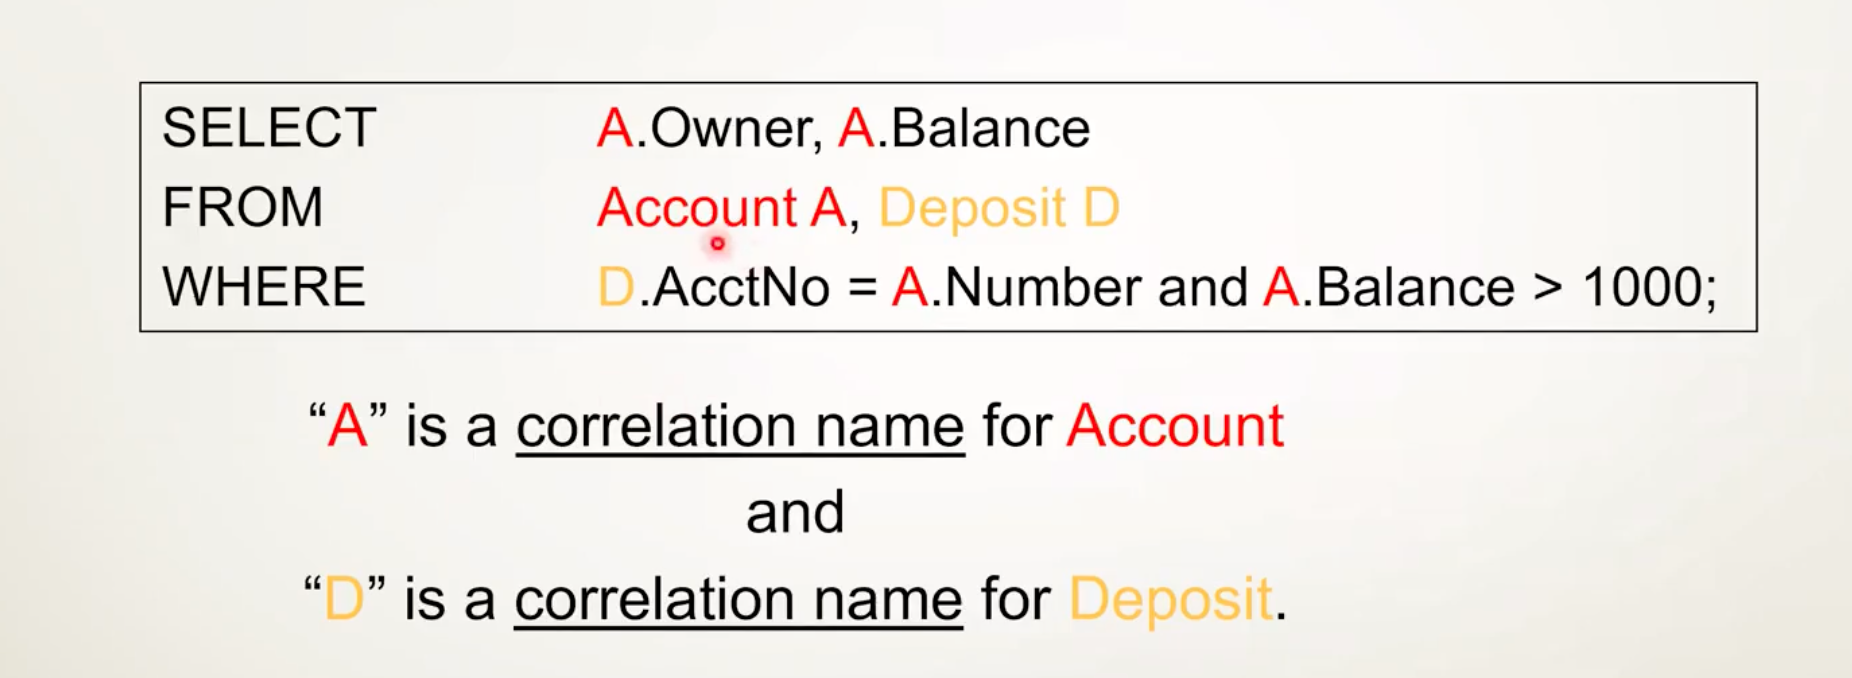 SELECT A.Owner, A.Balance
FROM Account A, Deposit D
WHERE D.AcctNo = A.Number and A.Balance > 1000;
“A” is a correlation name for Account
and
“D” is a correlation name for Deposit.